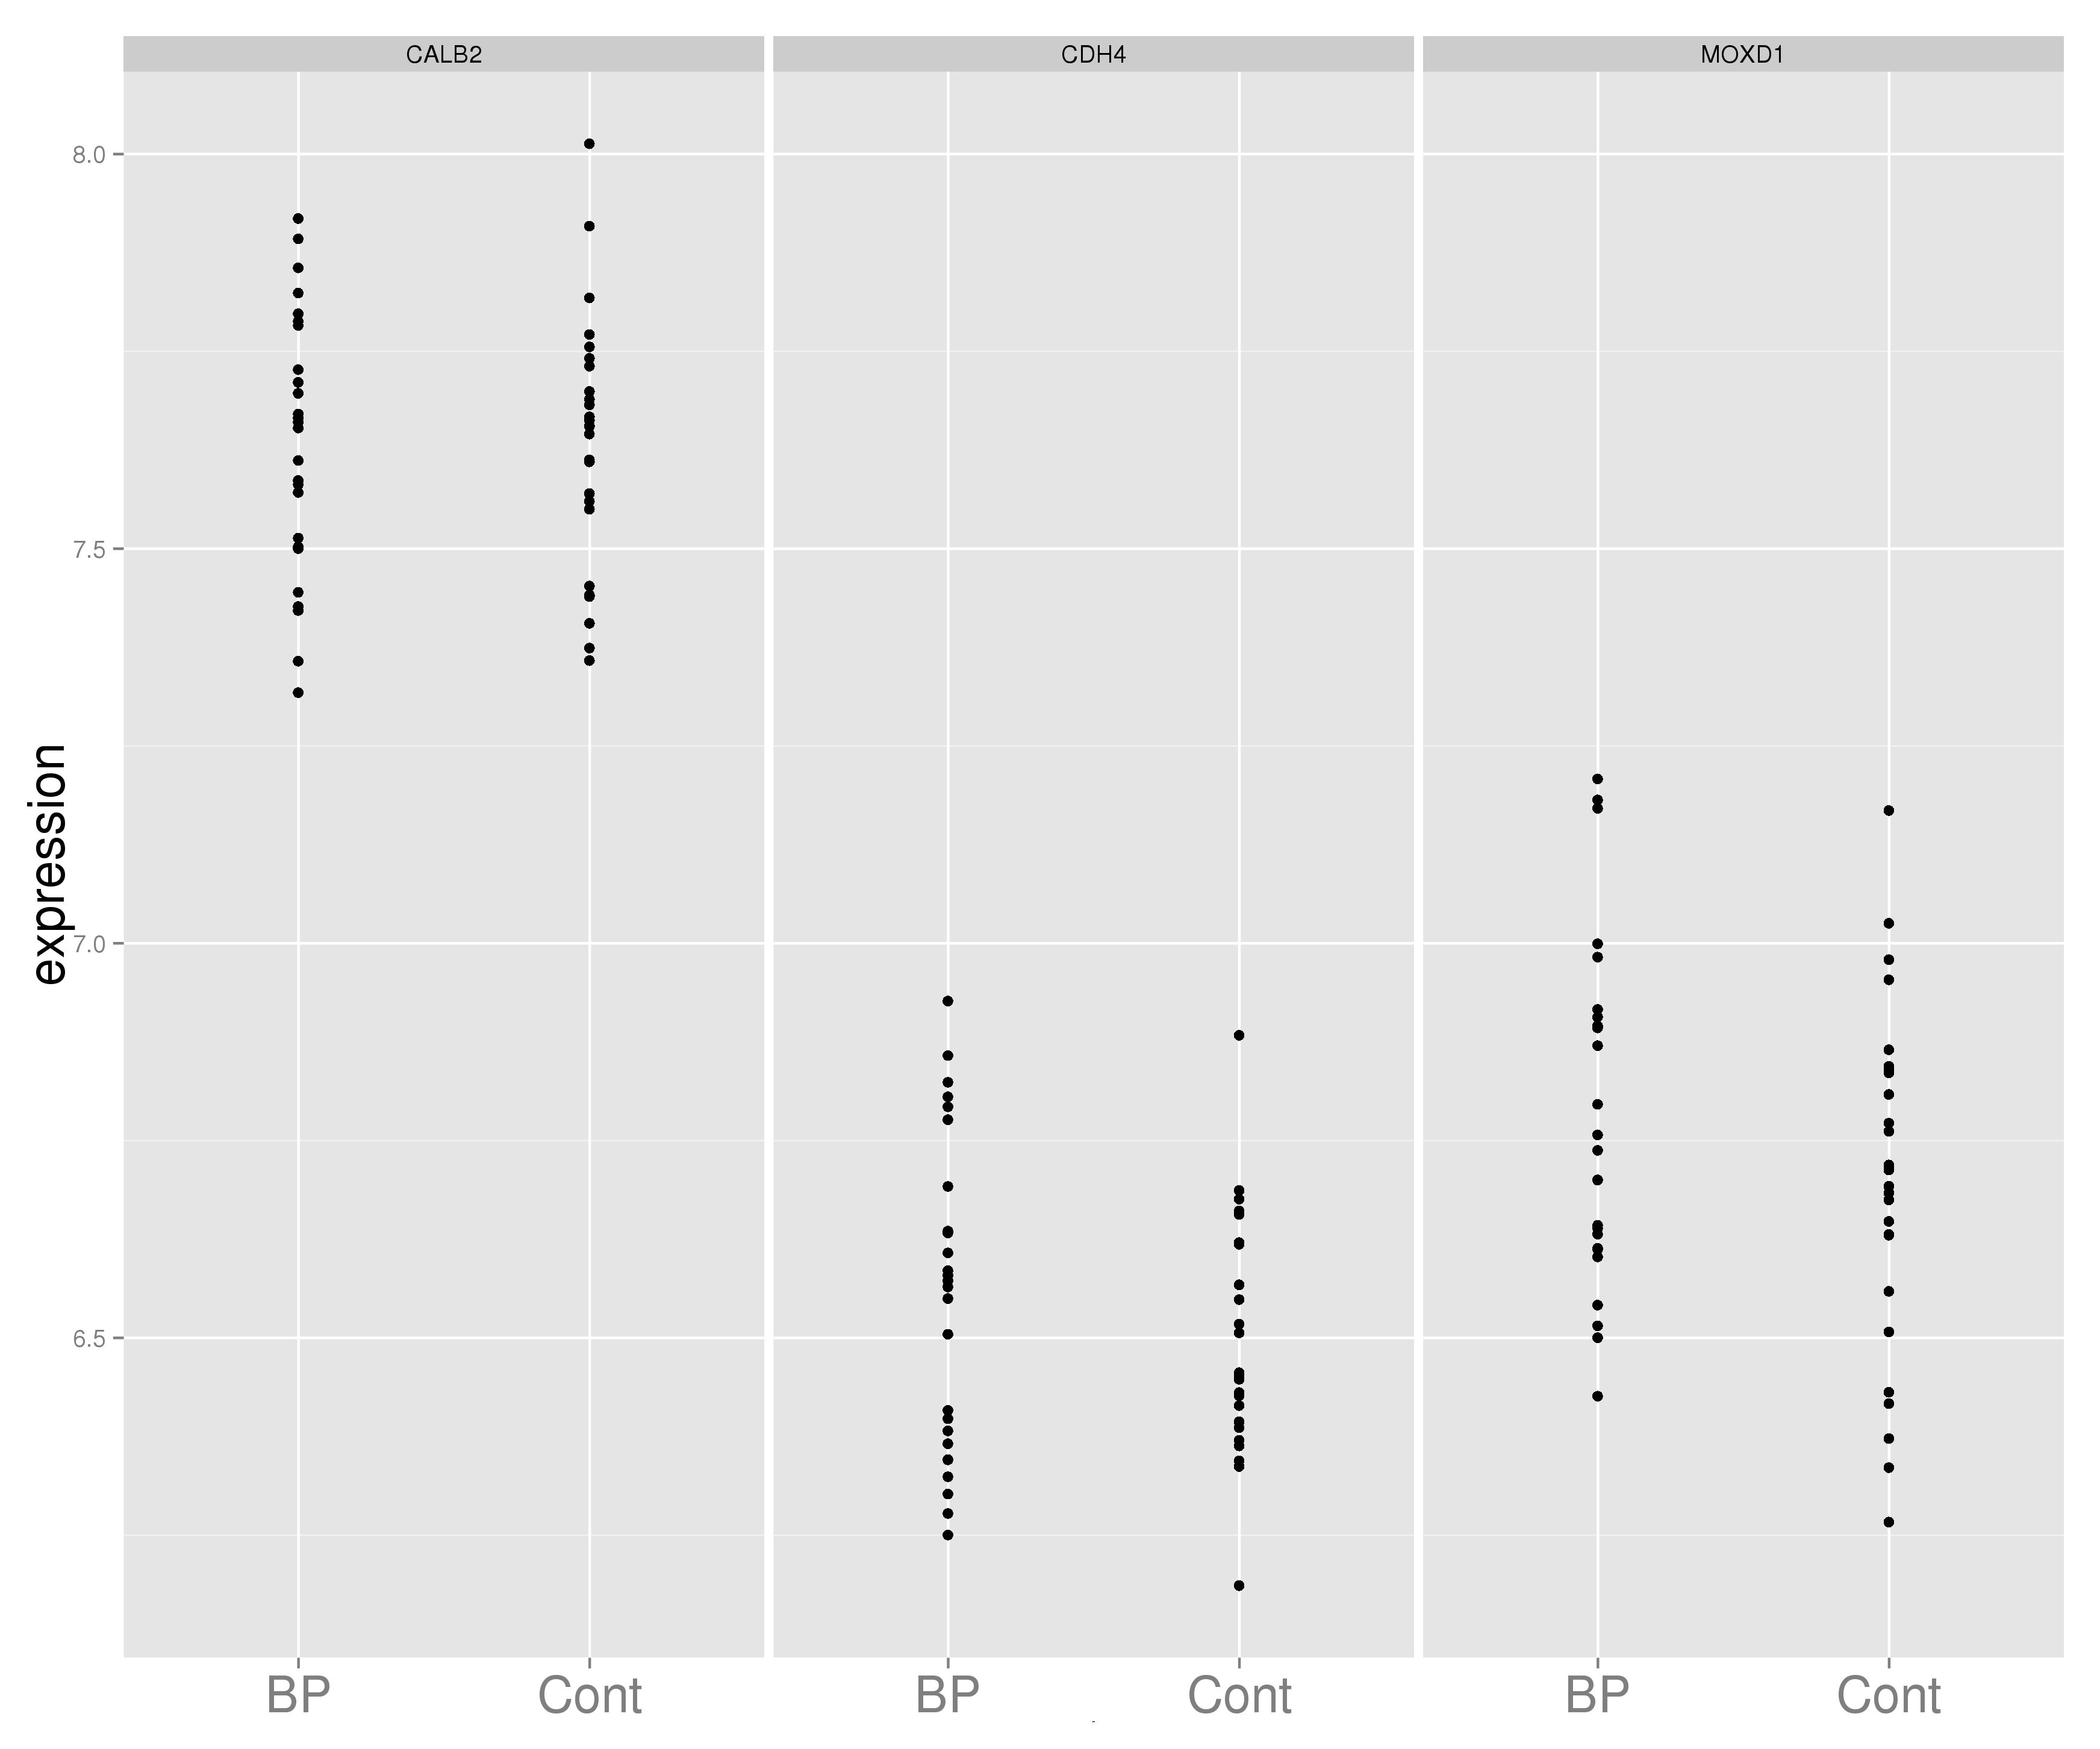 CALB2 CDH4 MOXD1
8.0
7.5
7.0
6.5
expression
BP Cont BP Cont BP Cont